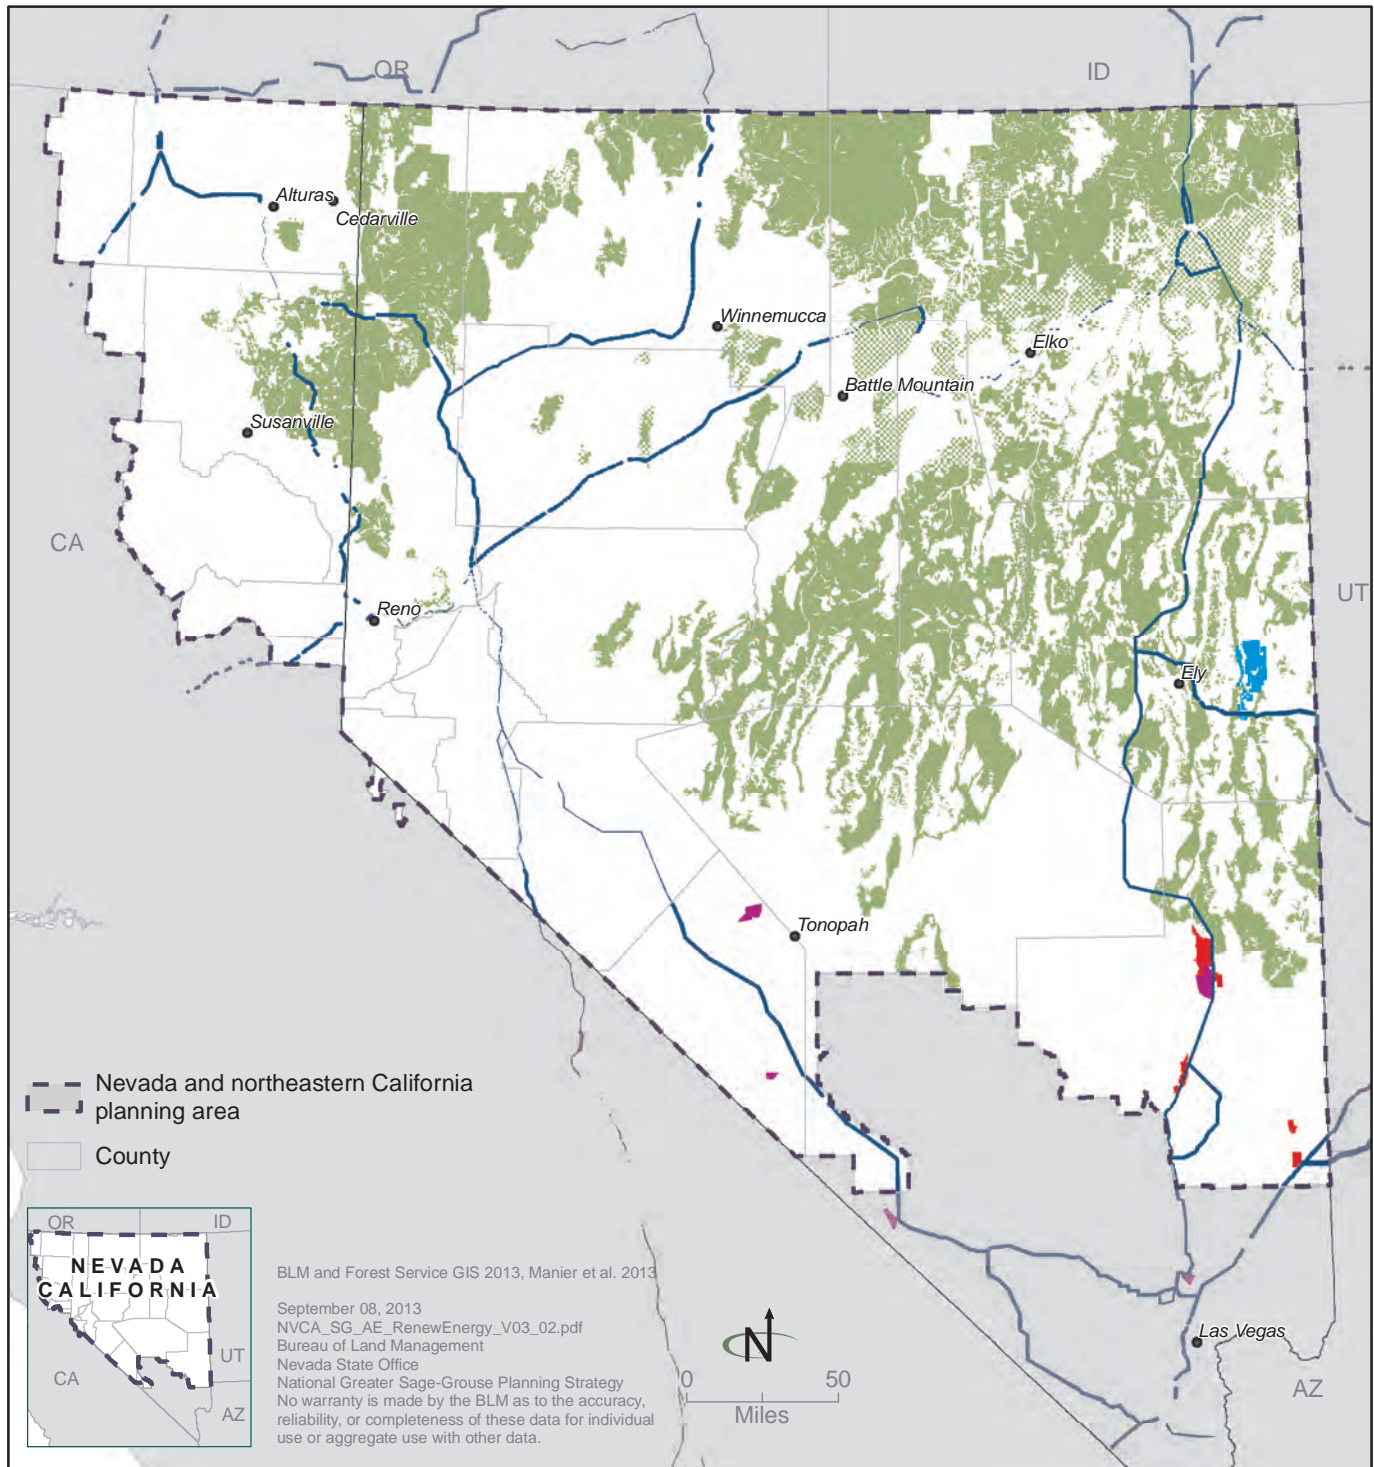 OR
ID
Alturas
Cedarville
Winnemucca
Elko
Battle Mountain
Susanville
CA
UT
Reno
Ely
Tonopah
Nevada and northeastern California
planning area
County
OR
ID
NEVADA
CALIFORNIA
UT
CA
AZ
BLM and Forest Service GIS 2013, Manier et al. 2013
September 08, 2013
NVCA_SG_AE_RenewEnergy_V03_02.pdf
Bureau of Land Management
Nevada State Office
National Greater Sage-Grouse Planning Strategy
No warranty is made by the BLM as to the accuracy,
reliability, or completeness of these data for individual
use or aggregate use with other data.
N
0 50
Miles
Las Vegas
AZ